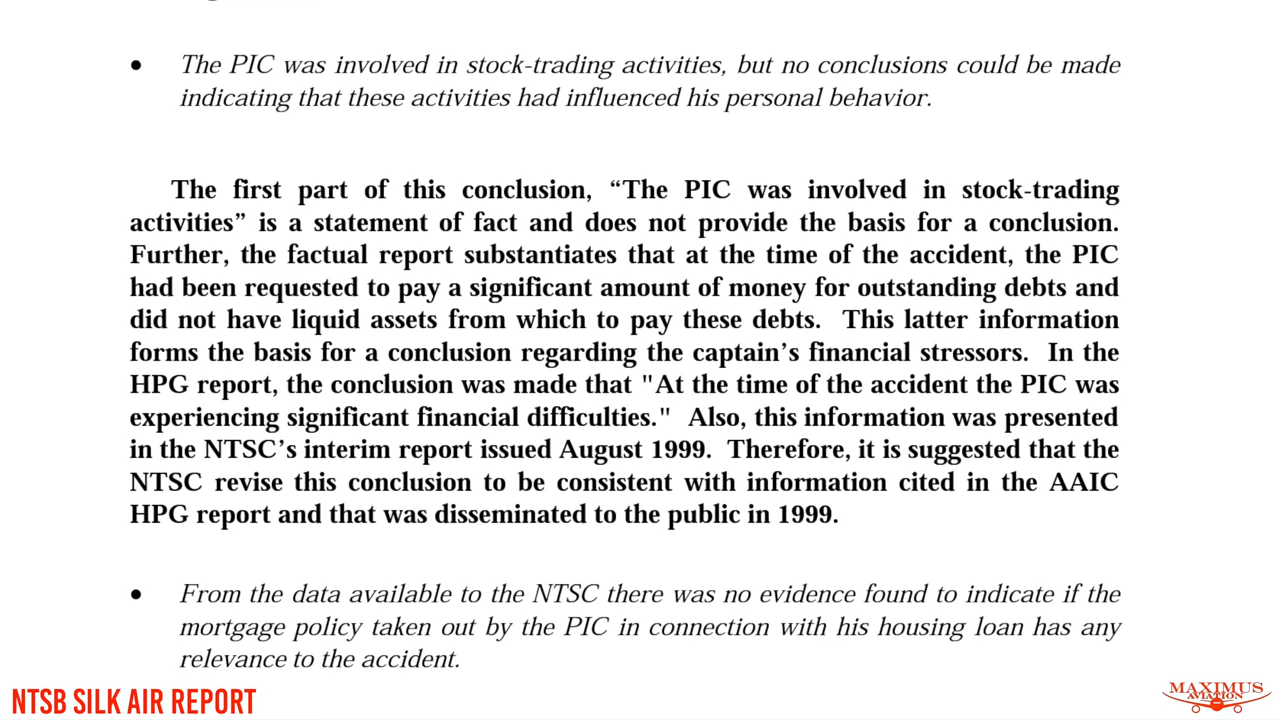 • The PIC was involved in stock-trading activities, but no conclusions could be made
indicating that these activities had influenced his personal behavior.
The first part of this conclusion, “The PIC was involved in stock-trading
activities” is a statement of fact and does not provide the basis for a conclusion.
Further, the factual report substantiates that at the time of the accident, the PIC
had been requested to pay a significant amount of money for outstanding debts and
did not have liquid assets from which to pay these debts. This latter information
forms the basis for a conclusion regarding the captain’s financial stressors. In the
HPG report, the conclusion was made that "At the time of the accident the PIC was
experiencing significant financial difficulties." Also, this information was presented
in the NTSC’s interim report issued August 1999. Therefore, it is suggested that the
NTSC revise this conclusion to be consistent with information cited in the AAIC
HPG report and that was disseminated to the public in 1999.
• From the data available to the NTSC there was no evidence found to indicate if the
mortgage policy taken out by the PIC in connection with his housing loan has any
relevance to the accident.
NTSB SILK AIR REPORT
MAXIMUS
AVIATION